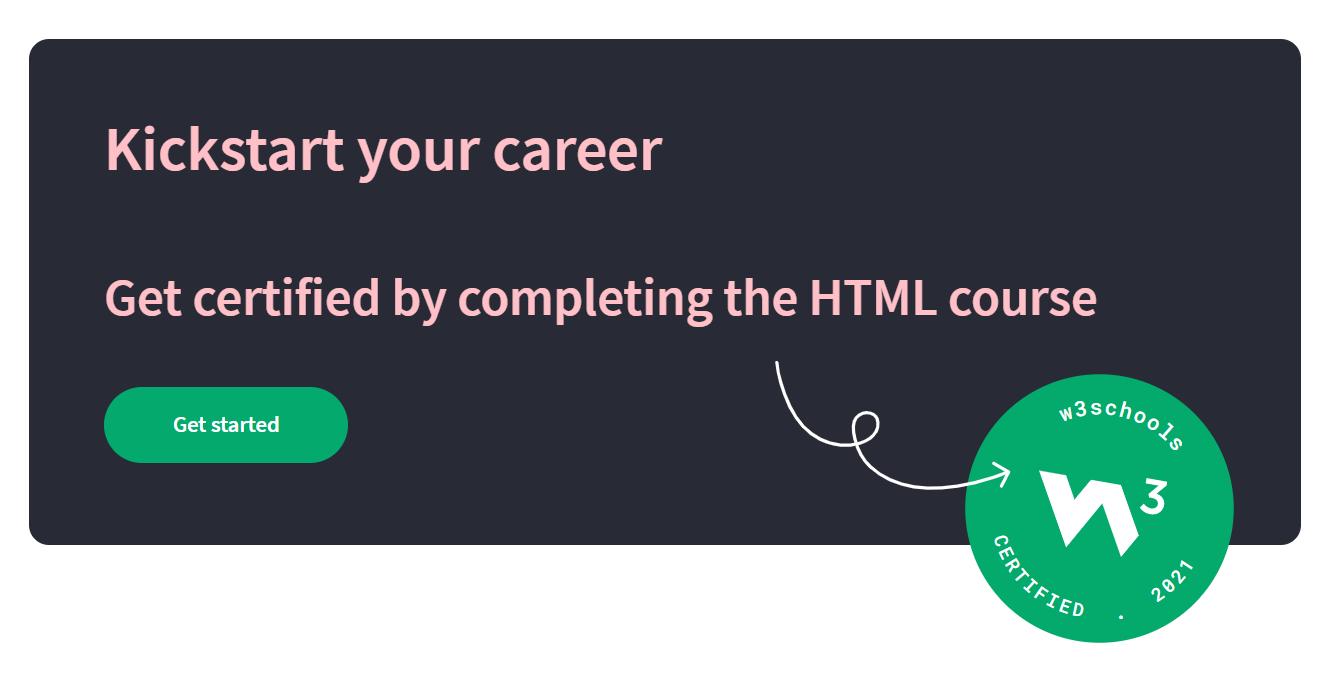 Kickstart your career
Get certified by completing the HTML course
Get started
w3schools
W3
CERTIFIED . 2021